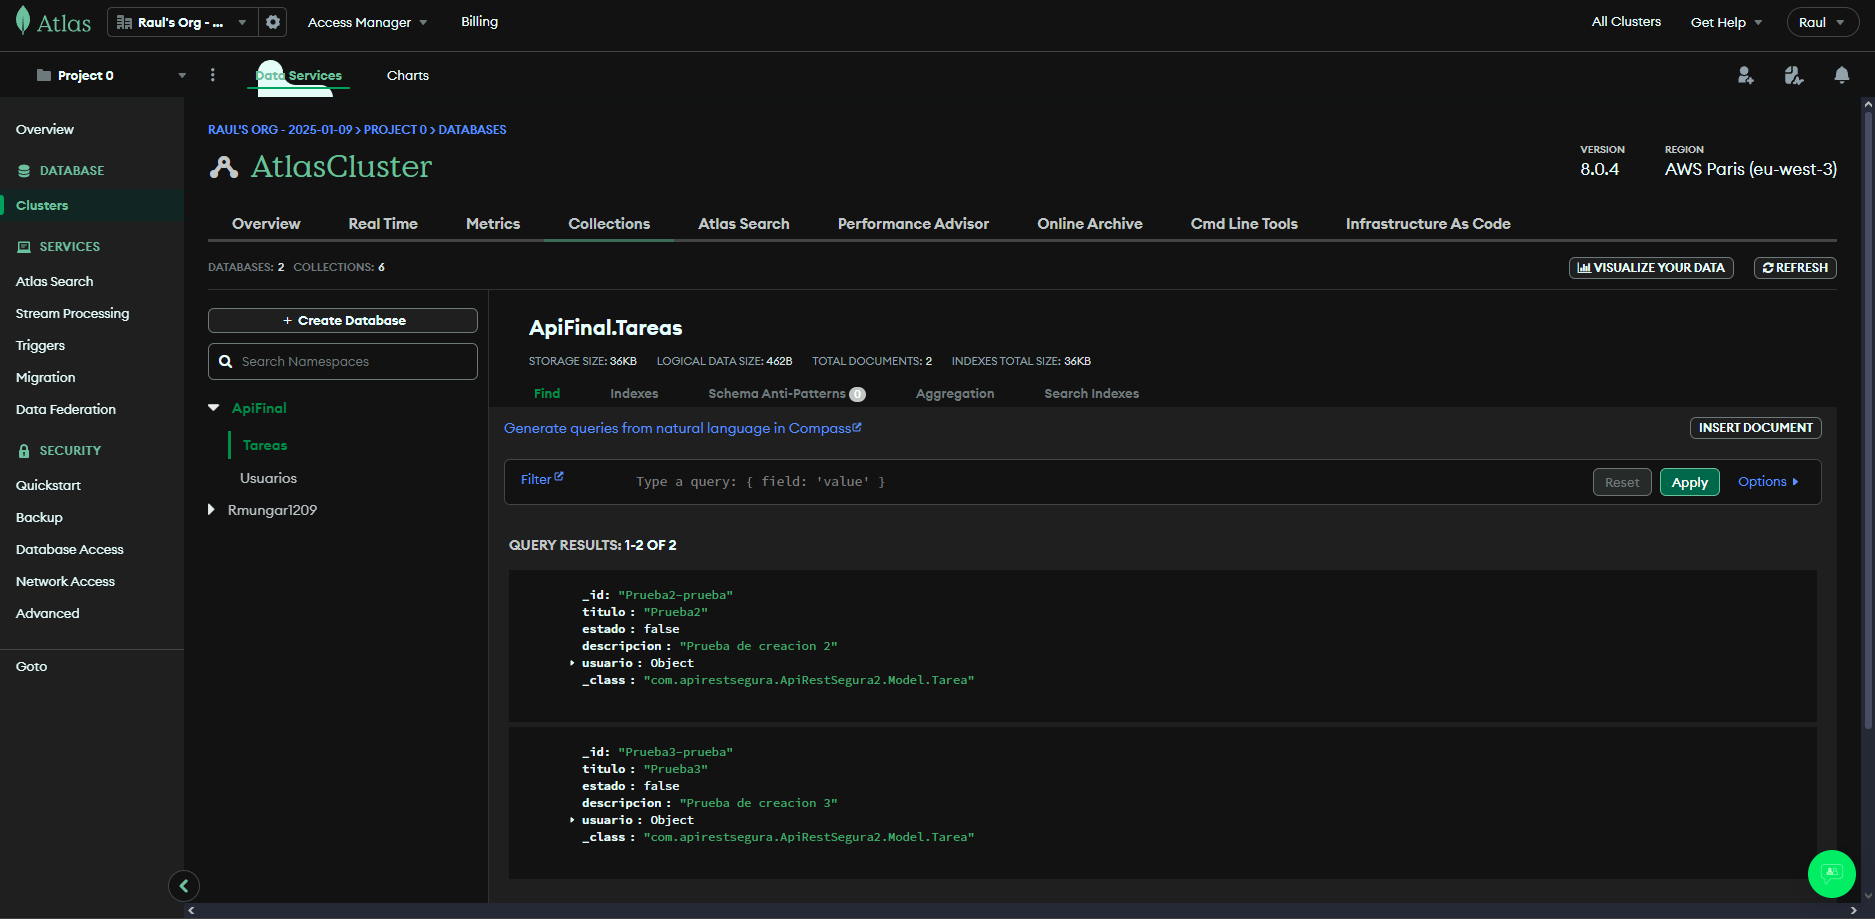 Atlas
Raul's Org - ...
Access Manager
Billing
All Clusters
Get Help
Raul
Project 0
Data Services
Charts
Overview
DATABASE
Clusters
SERVICES
Atlas Search
Stream Processing
Triggers
Migration
Data Federation
SECURITY
Quickstart
Backup
Database Access
Network Access
Advanced
Goto
RAUL'S ORG - 2025-01-09 > PROJECT 0 > DATABASES
AtlasCluster
VERSION
8.0.4
REGION
AWS Paris (eu-west-3)
Overview
Real Time
Metrics
Collections
Atlas Search
Performance Advisor
Online Archive
Cmd Line Tools
Infrastructure As Code
DATABASES: 2 COLLECTIONS: 6
VISUALIZE YOUR DATA
REFRESH
+ Create Database
Search Namespaces
ApiFinal
Tareas
Usuarios
Rmungar1209
ApiFinal.Tareas
STORAGE SIZE: 36KB LOGICAL DATA SIZE: 462B TOTAL DOCUMENTS: 2 INDEXES TOTAL SIZE: 36KB
Find
Indexes
Schema Anti-Patterns 0
Aggregation
Search Indexes
Generate queries from natural language in Compass
INSERT DOCUMENT
Filter
Type a query: { field: 'value' }
Reset
Apply
Options
QUERY RESULTS: 1-2 OF 2
_id: "Prueba2-prueba"
titulo : "Prueba2"
estado : false
descripcion : "Prueba de creacion 2"
usuario : Object
_class : "com.apirestsegura.ApiRestSegura2.Model.Tarea"
_id: "Prueba3-prueba"
titulo : "Prueba3"
estado : false
descripcion : "Prueba de creacion 3"
usuario : Object
_class : "com.apirestsegura.ApiRestSegura2.Model.Tarea"